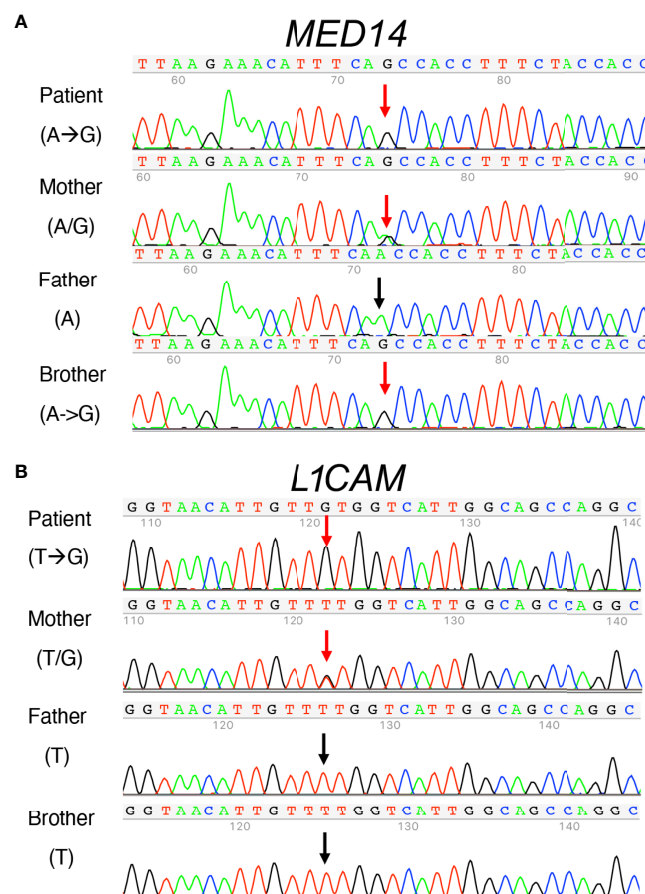 A
MED14
T T A A G A A A C A T T T C A G C C A C C T T T C T A C C A C C
60 70 80
Patient
(A→G)
T T A A G A A A C A T T T C A G C C A C C T T T C T A C C A C C
60 70 80 90
Mother
(A/G)
T T A A G A A A C A T T T C A A C C A C C T T T C T A C C A C C
60 70 80
Father
(A)
T T A A G A A A C A T T T C A G C C A C C T T T C T A C C A C C
60 70 80
Brother
(A->G)
B
L1CAM
G G T A A C A T T G T T G T G G T C A T T G G C A G C C A G G C
110 120 130 140
Patient
(T→G)
G G T A A C A T T G T T T T G G T C A T T G G C A G C C A G G C
110 120 130 140
Mother
(T/G)
G G T A A C A T T G T T T T G G T C A T T G G C A G C C A G G C
120 130 140
Father
(T)
G G T A A C A T T G T T T T G G T C A T T G G C A G C C A G G C
120 130 140
Brother
(T)